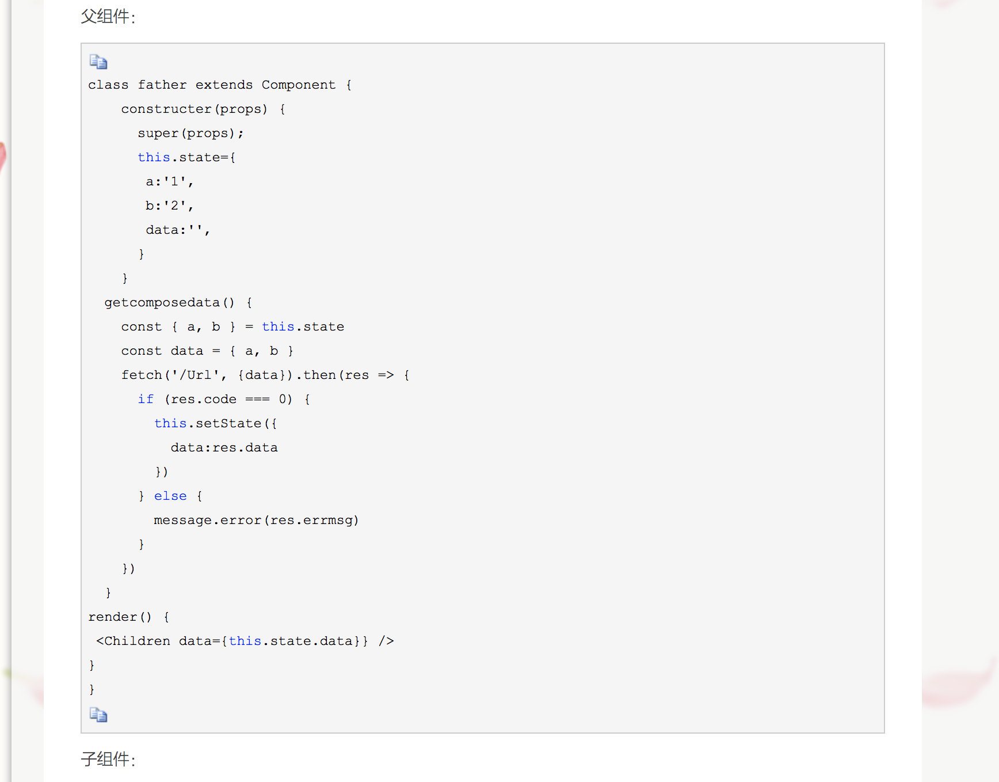 父组件：
class father extends Component {
    constructer(props) {
      super(props);
      this.state={
       a:'1',
       b:'2',
       data:'',
      }
    }
  getcomposedata() {
    const { a, b } = this.state
    const data = { a, b }
    fetch('/Url', {data}).then(res => {
      if (res.code === 0) {
        this.setState({
          data:res.data
        })
      } else {
        message.error(res.errmsg)
      }
    })
  }
render() {
 <Children data={this.state.data}} />
}
}
子组件：